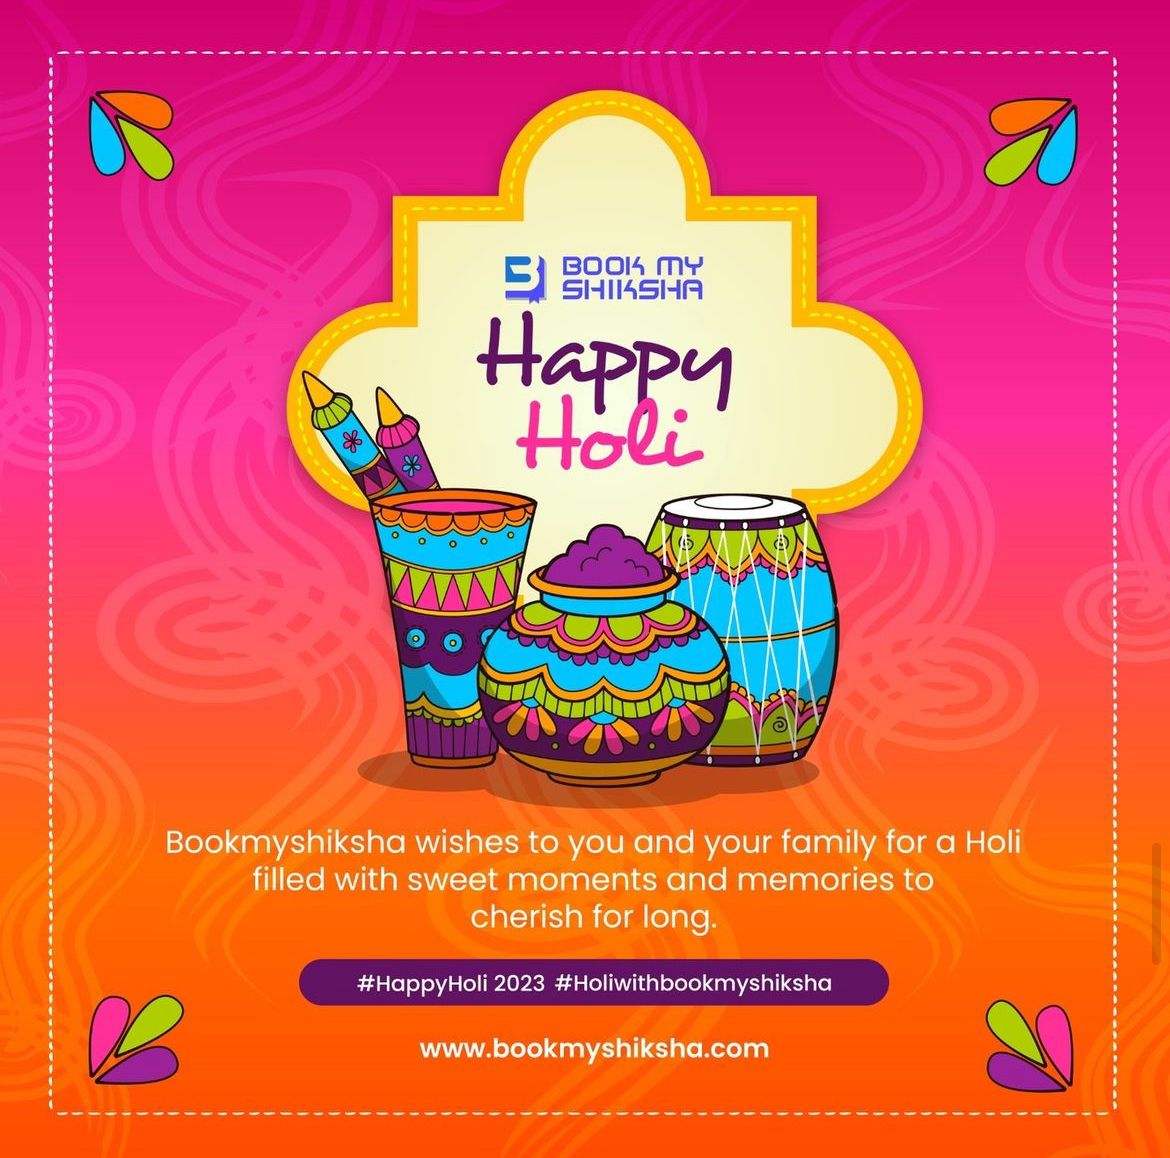 BOOK MY
SHIKSHA
Happy
Holi
Bookmyshiksha wishes to you and your family for a Holi
filled with sweet moments and memories to
cherish for long.
#HappyHoli 2023 #Holiwithbookmyshiksha
www.bookmyshiksha.com